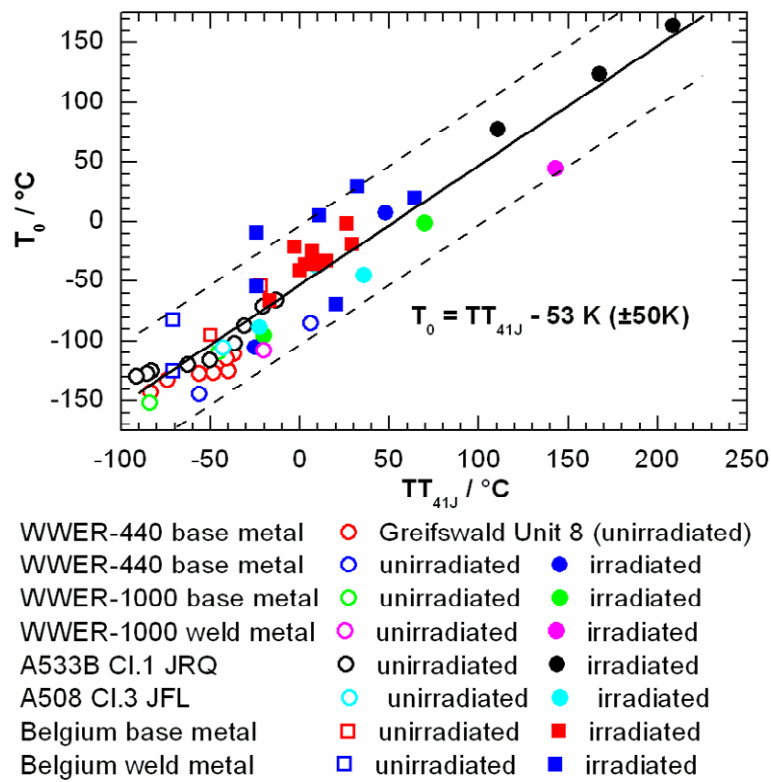 150
100
50
0
-50
-100
-150
T0 / °C
T0 = TT41J - 53 K (±50K)
-100 -50 0 50 100 150 200 250
TT41J / °C
WWER-440 base metal Greifswald Unit 8 (unirradiated)
WWER-440 base metal unirradiated irradiated
WWER-1000 base metal unirradiated irradiated
WWER-1000 weld metal unirradiated irradiated
A533B Cl.1 JRQ unirradiated irradiated
A508 Cl.3 JFL unirradiated irradiated
Belgium base metal unirradiated irradiated
Belgium weld metal unirradiated irradiated